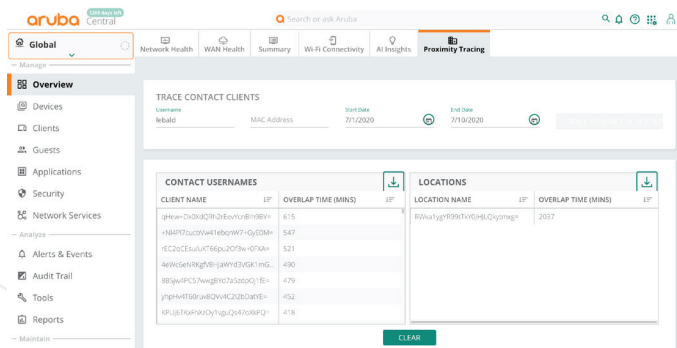 aruba Central
1399 days left
Search or ask Aruba
Global
Network Health
WAN Health
Summary
Wi-Fi Connectivity
AI Insights
Proximity Tracing
Manage
Overview
Devices
Clients
Guests
Applications
Security
Network Services
Analyze
Alerts & Events
Audit Trail
Tools
Reports
Maintain
TRACE CONTACT CLIENTS
Username
lebald
MAC Address
Start Date
7/1/2020
End Date
7/10/2020
CONTACT USERNAMES
CLIENT NAME
OVERLAP TIME (MINS)
615
547
521
490
479
452
418
LOCATIONS
LOCATION NAME
OVERLAP TIME (MINS)
2037
CLEAR